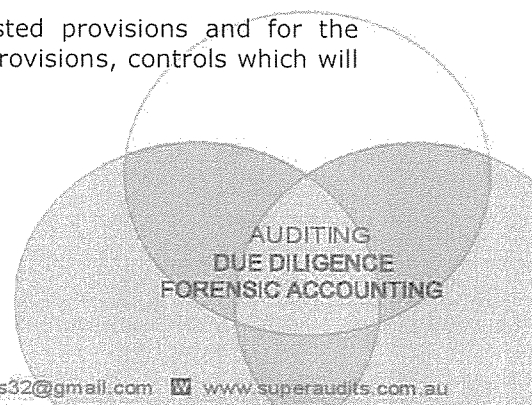 sted provisions and for the
rovisions, controls which will
AUDITING
DUE DILIGENCE
FORENSIC ACCOUNTING
s32@gmail.com W www.superaudits.com.au